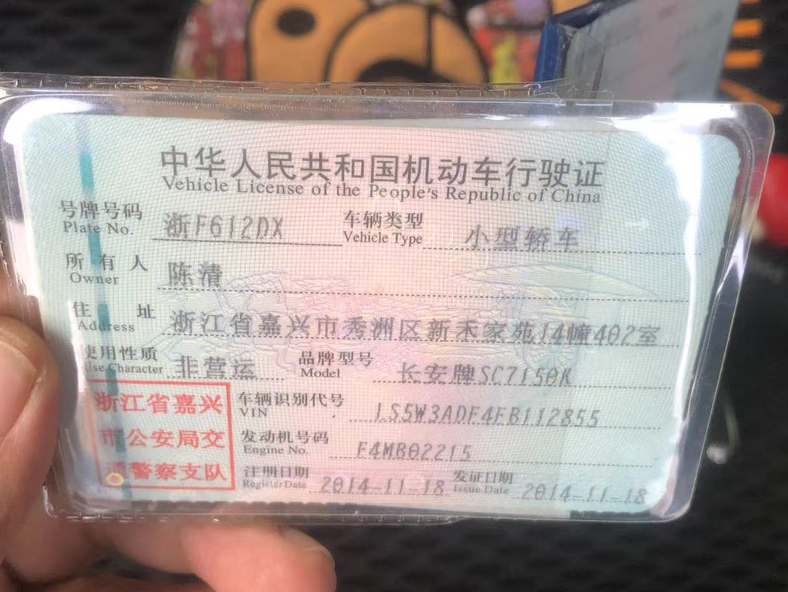 中华人民共和国机动车行驶证
Vehicle License of the People's Republic of China
号牌号码 浙F612DX 车辆类型 小型轿车
Plate No. Vehicle Type
所有人 陈清
Owner
住址 浙江省嘉兴市秀洲区新禾家苑14幢402室
Address
使用性质 非营运 品牌型号 长安牌SC7150K
Use Character Model
浙江省嘉兴
市公安局交
通警察支队
车辆识别代号 LS5W3ADF4FB112855
VIN
发动机号码 F4MB02215
Engine No.
注册日期 2014-11-18 发证日期 2014-11-18
Register Date Issue Date